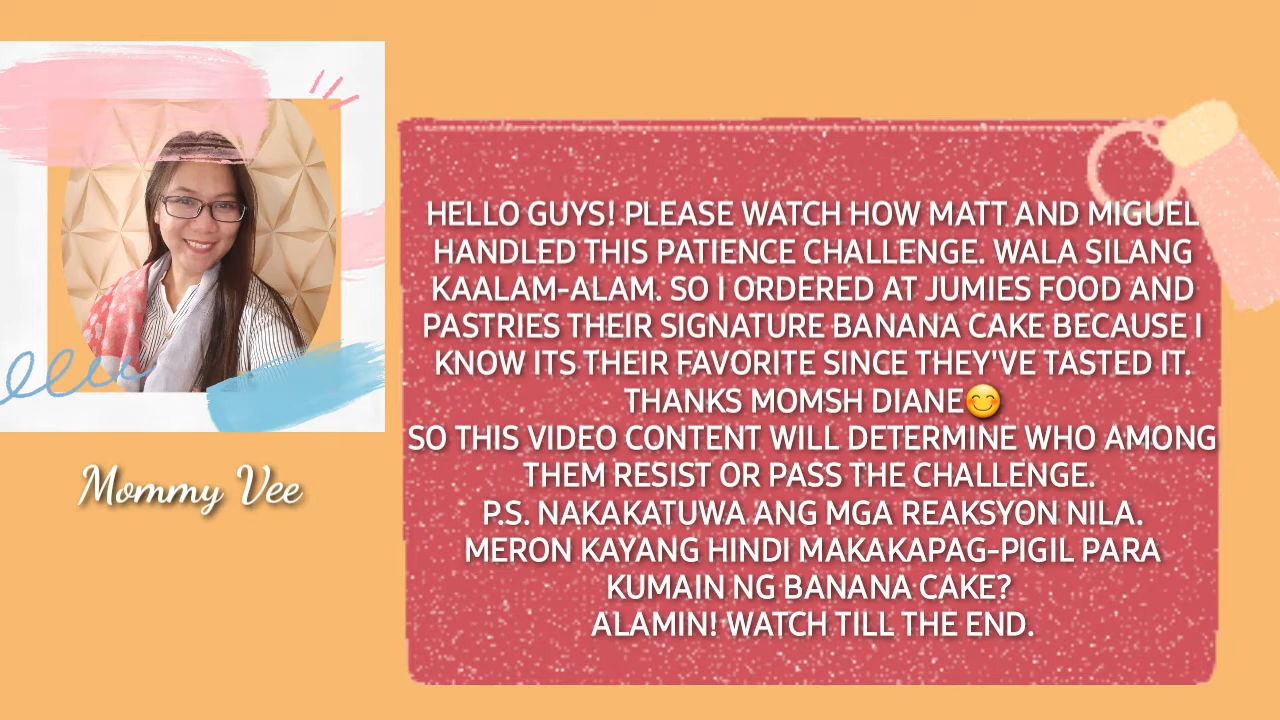 Mommy Vee
HELLO GUYS! PLEASE WATCH HOW MATT AND MIGUEL
HANDLED THIS PATIENCE CHALLENGE. WALA SILANG
KAALAM-ALAM. SO I ORDERED AT JUMIES FOOD AND
PASTRIES THEIR SIGNATURE BANANA CAKE BECAUSE I
KNOW ITS THEIR FAVORITE SINCE THEY'VE TASTED IT.
THANKS MOMSH DIANE😊
SO THIS VIDEO CONTENT WILL DETERMINE WHO AMONG
THEM RESIST OR PASS THE CHALLENGE.
P.S. NAKAKATUWA ANG MGA REAKSYON NILA.
MERON KAYANG HINDI MAKAKAPAG-PIGIL PARA
KUMAIN NG BANANA CAKE?
ALAMIN! WATCH TILL THE END.